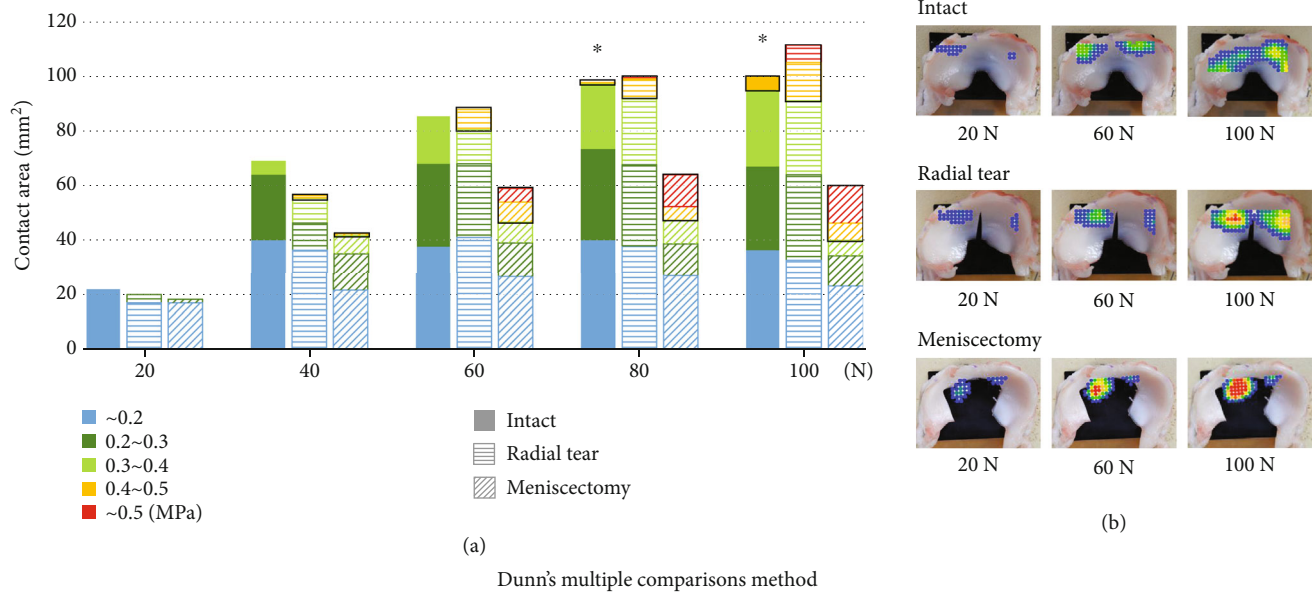 Contact area (mm²)
120
100
80
60
40
20
0
*
*
20
40
60
80
100
(N)
~0.2
0.2~0.3
0.3~0.4
0.4~0.5
~0.5 (MPa)
Intact
Radial tear
Meniscectomy
(a)
Intact
20 N
60 N
100 N
Radial tear
20 N
60 N
100 N
Meniscectomy
20 N
60 N
100 N
(b)
Dunn's multiple comparisons method